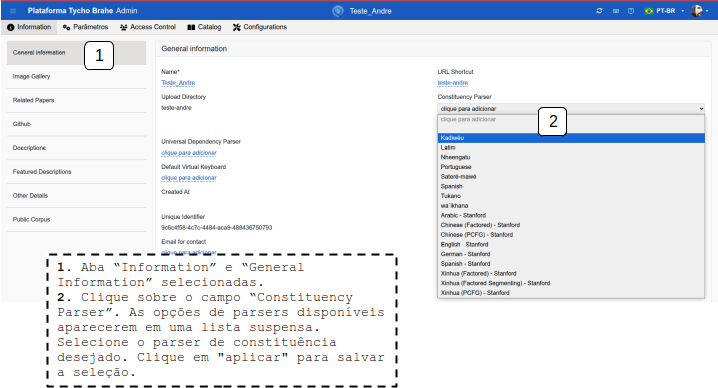 Plataforma Tycho Brahe Admin
Teste_Andre
PT-BR
Information
Parâmetros
Access Control
Catalog
Configurations
General information
Image Gallery
Related Papers
Github
Descriptions
Featured Descriptions
Other Details
Public Corpus
1
General information
Name*
Teste_Andre
Upload Directory
teste-andre
Universal Dependency Parser
clique para adicionar
Default Virtual Keyboard
clique para adicionar
Created At
Unique Identifier
9c6c4f58-4c7c-4484-aca9-488436750793
Email for contact
clique para adicionar
URL Shortcut
teste-andre
Constituency Parser
clique para adicionar
clique para adicionar
2
Kadiwéu
Latim
Nheengatu
Portuguese
Sateré-mawé
Spanish
Tukano
wa'ikhana
Arabic - Stanford
Chinese (Factored) - Stanford
Chinese (PCFG) - Stanford
English - Stanford
German - Stanford
Spanish - Stanford
Xinhua (Factored) - Stanford
Xinhua (Factored Segmenting) - Stanford
Xinhua (PCFG) - Stanford
1. Aba “Information” e “General
Information” selecionadas.
2. Clique sobre o campo “Constituency
Parser”. As opções de parsers disponíveis
aparecerem em uma lista suspensa.
Selecione o parser de constituência
desejado. Clique em "aplicar" para salvar
a seleção.